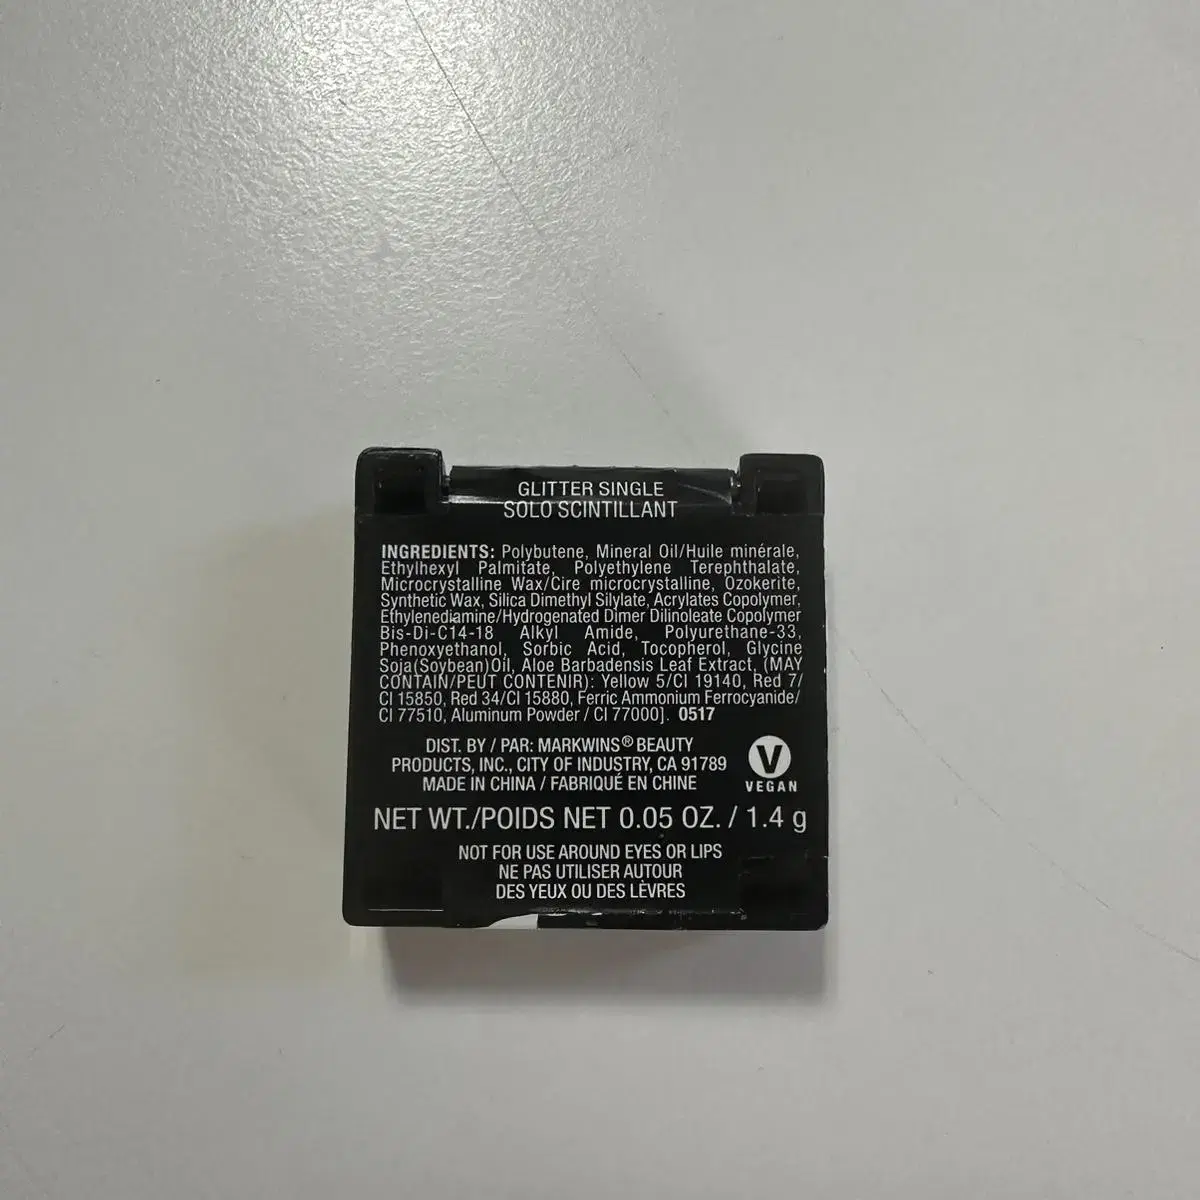 GLITTER SINGLE
SOLO SCINTILLANT
INGREDIENTS: Polybutene, Mineral Oil/Huile minérale,
Ethylhexyl Palmitate, Polyethylene Terephthalate,
Microcrystalline Wax/Cire microcrystalline, Ozokerite,
Synthetic Wax, Silica Dimethyl Silylate, Acrylates Copolymer,
Ethylenediamine/Hydrogenated Dimer Dilinoleate Copolymer
Bis-Di-C14-18 Alkyl Amide, Polyurethane-33,
Phenoxyethanol, Sorbic Acid, Tocopherol, Glycine
Soja(Soybean)Oil, Aloe Barbadensis Leaf Extract, (MAY
CONTAIN/PEUT CONTENIR): Yellow 5/CI 19140, Red 7/
CI 15850, Red 34/CI 15880, Ferric Ammonium Ferrocyanide/
CI 77510, Aluminum Powder / CI 77000]. 0517
DIST. BY / PAR: MARKWINS® BEAUTY
PRODUCTS, INC., CITY OF INDUSTRY, CA 91789
MADE IN CHINA / FABRIQUÉ EN CHINE
V
VEGAN
NET WT./POIDS NET 0.05 OZ. / 1.4 g
NOT FOR USE AROUND EYES OR LIPS
NE PAS UTILISER AUTOUR
DES YEUX OU DES LÈVRES